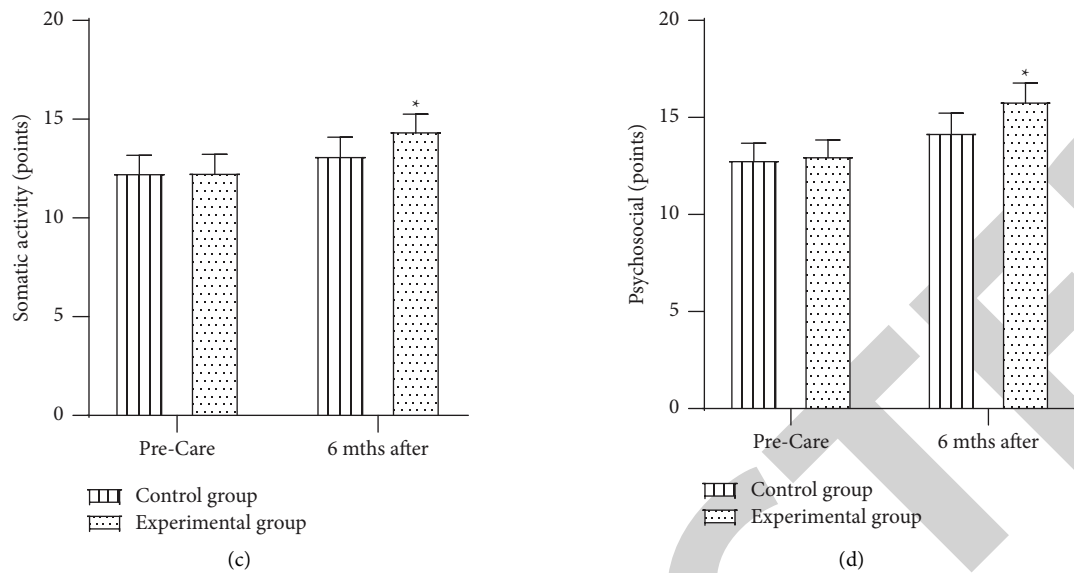 20
15
10
5
0
Somatic activity (points)
*
Pre-Care
6 mths after
Control group
Experimental group
(c)
20
15
10
5
0
Psychosocial (points)
*
Pre-Care
6 mths after
Control group
Experimental group
(d)